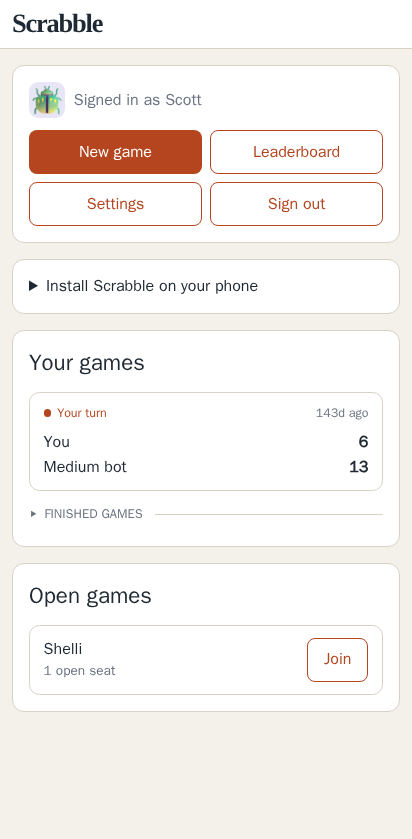 Scrabble
Signed in as Scott
New game
Leaderboard
Settings
Sign out
Install Scrabble on your phone
Your games
Your turn
143d ago
You
6
Medium bot
13
FINISHED GAMES
Open games
Shelli
1 open seat
Join